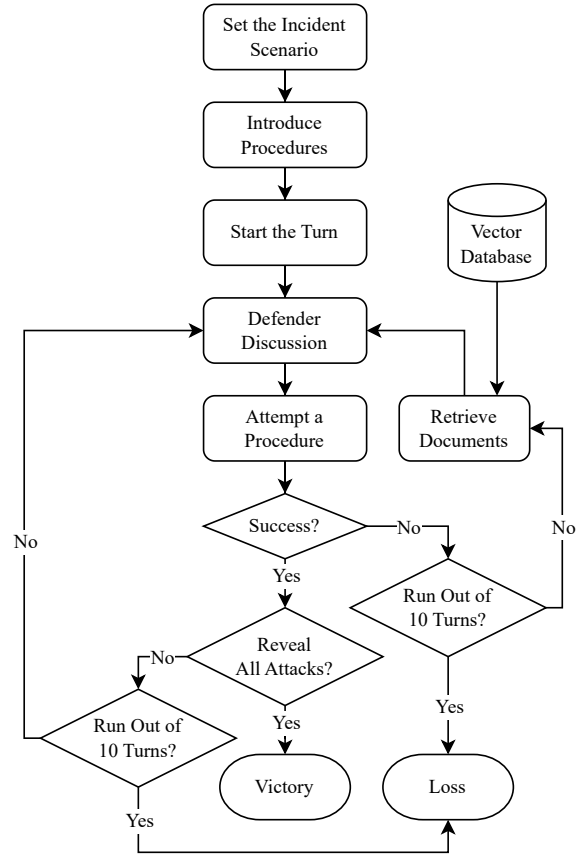 Set the Incident
Scenario
Introduce
Procedures
Start the Turn
Vector
Database
Defender
Discussion
Attempt a
Procedure
Retrieve
Documents
Success?
No
No
No
Yes
Run Out of
10 Turns?
Reveal
All Attacks?
No
Yes
Yes
Run Out of
10 Turns?
Victory
Loss
Yes